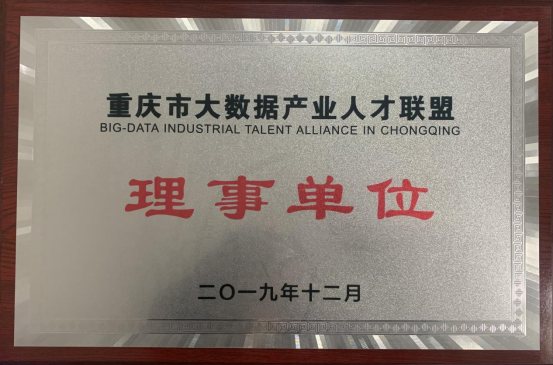 重庆市大数据产业人才联盟
BIG-DATA INDUSTRIAL TALENT ALLIANCE IN CHONGQING
理事单位
二〇一九年十二月